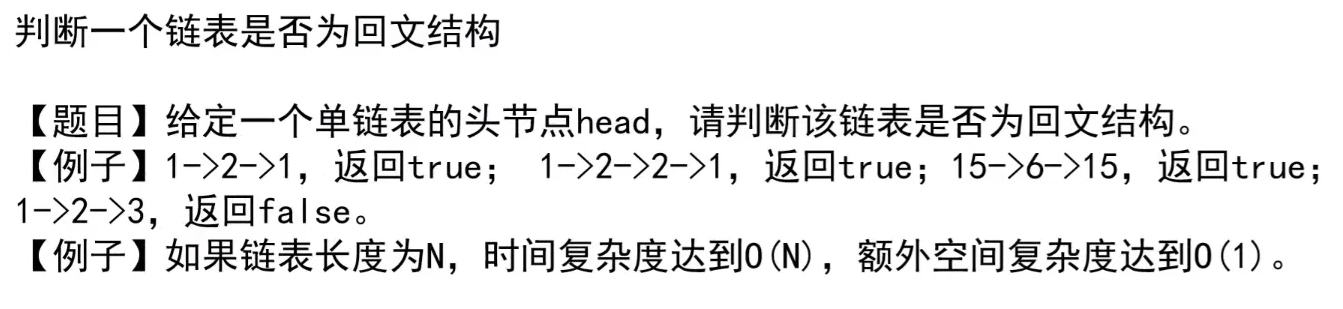 判断一个链表是否为回文结构
【题目】给定一个单链表的头节点head，请判断该链表是否为回文结构。
【例子】1->2->1，返回true； 1->2->2->1，返回true；15->6->15，返回true；
1->2->3，返回false。
【例子】如果链表长度为N，时间复杂度达到O(N)，额外空间复杂度达到O(1)。